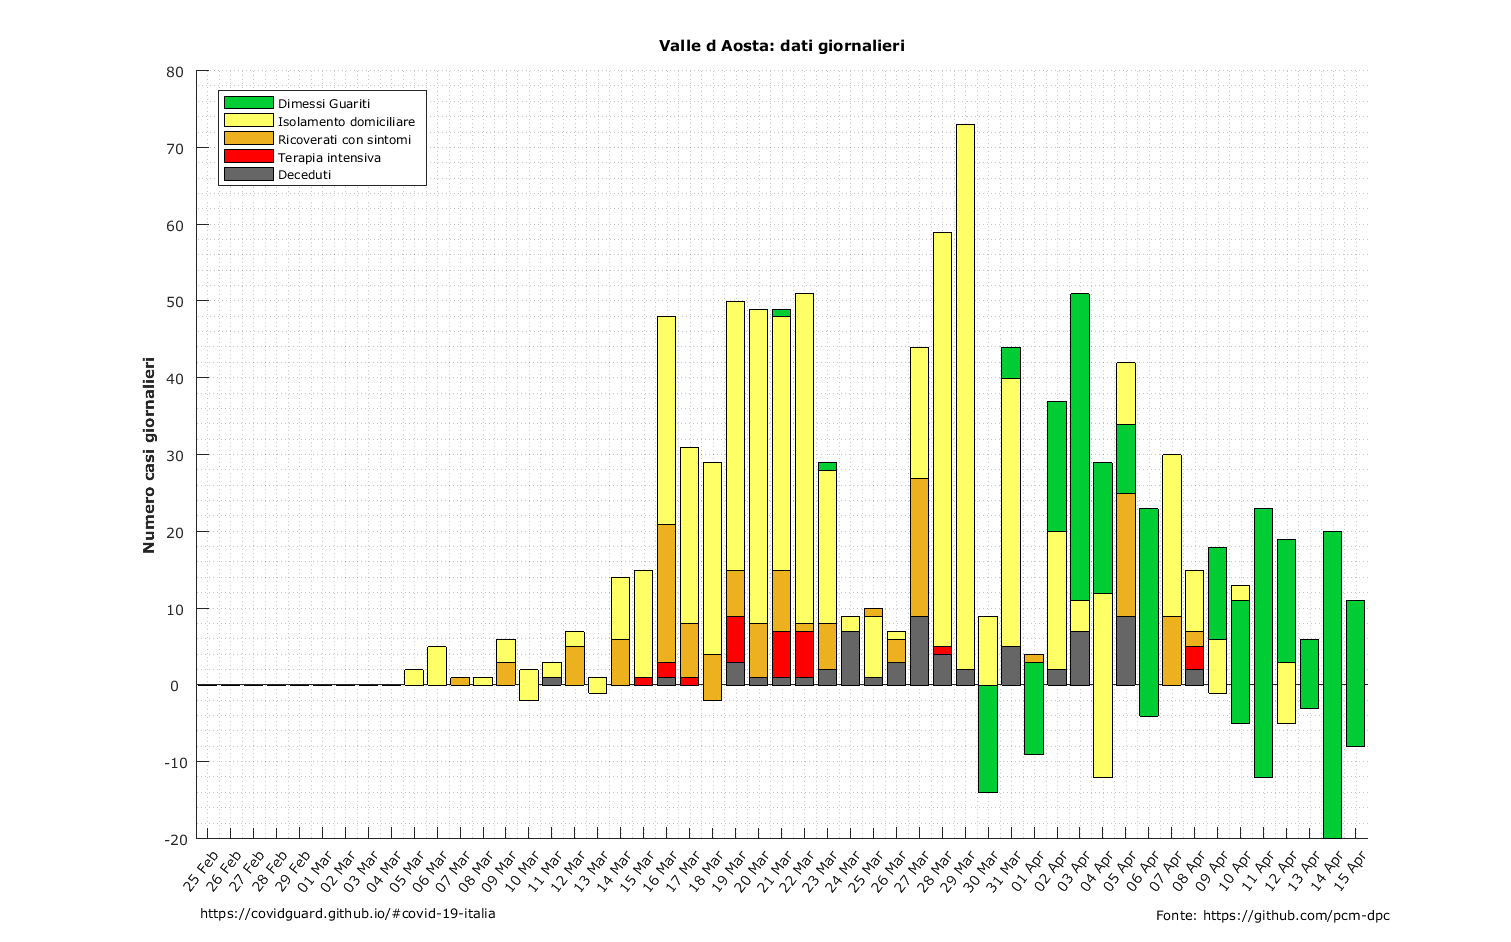 Valle d Aosta: dati giornalieri
Numero casi giornalieri
80
70
60
50
40
30
20
10
0
-10
-20
Dimessi Guariti
Isolamento domiciliare
Ricoverati con sintomi
Terapia intensiva
Deceduti
25 Feb
26 Feb
27 Feb
28 Feb
29 Feb
01 Mar
02 Mar
03 Mar
04 Mar
05 Mar
06 Mar
07 Mar
08 Mar
09 Mar
10 Mar
11 Mar
12 Mar
13 Mar
14 Mar
15 Mar
16 Mar
17 Mar
18 Mar
19 Mar
20 Mar
21 Mar
22 Mar
23 Mar
24 Mar
25 Mar
26 Mar
27 Mar
28 Mar
29 Mar
30 Mar
31 Mar
01 Apr
02 Apr
03 Apr
04 Apr
05 Apr
06 Apr
07 Apr
08 Apr
09 Apr
10 Apr
11 Apr
12 Apr
13 Apr
14 Apr
15 Apr
https://covidguard.github.io/#covid-19-italia
Fonte: https://github.com/pcm-dpc